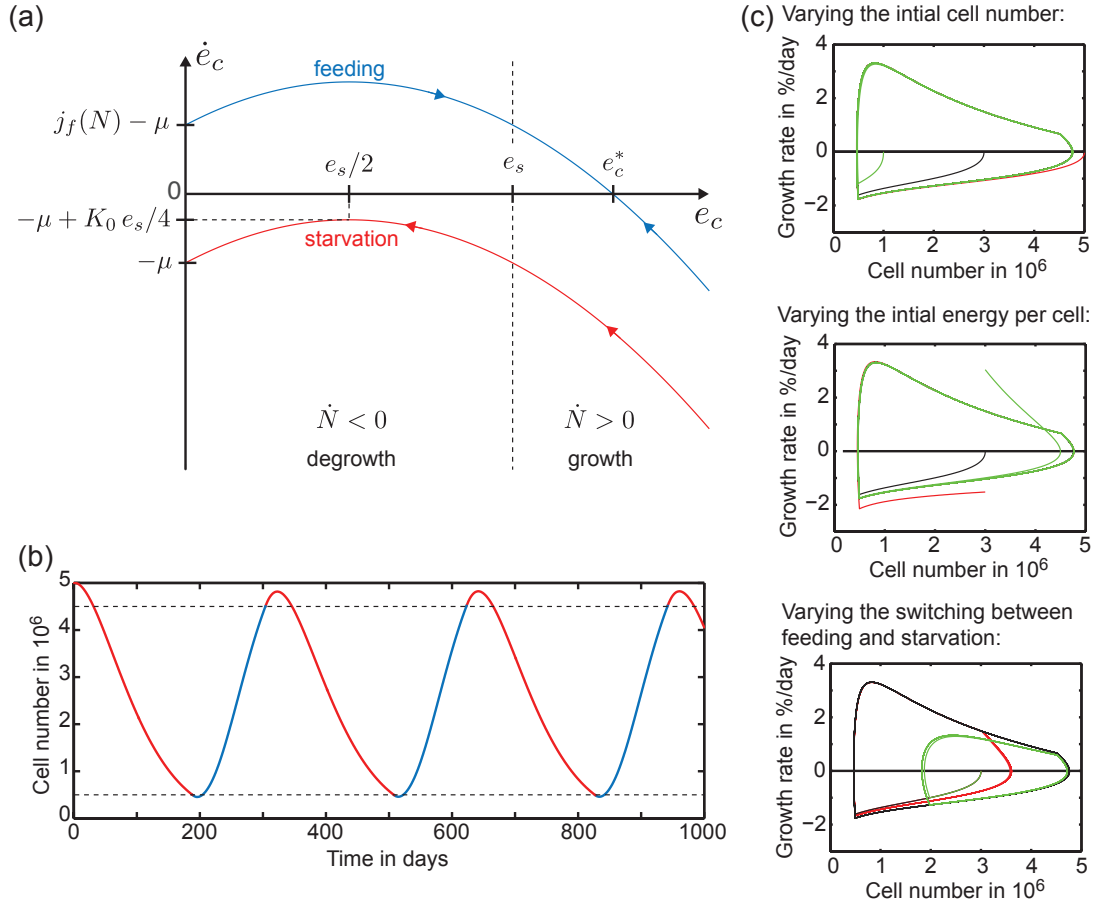 (a)
ė_c
feeding
j_f(N) − μ
e_s/2
e_s
e_c^*
0
e_c
−μ + K_0 e_s/4
starvation
−μ
Ṅ < 0
Ṅ > 0
degrowth
growth
(b)
Cell number in 10^6
5
4
3
2
1
0
0
200
400
600
800
1000
Time in days
(c)
Varying the intial cell number:
Growth rate in %/day
4
2
0
−2
0
1
2
3
4
5
Cell number in 10^6
Varying the intial energy per cell:
Growth rate in %/day
4
2
0
−2
0
1
2
3
4
5
Cell number in 10^6
Varying the switching between
feeding and starvation:
Growth rate in %/day
4
2
0
−2
0
1
2
3
4
5
Cell number in 10^6